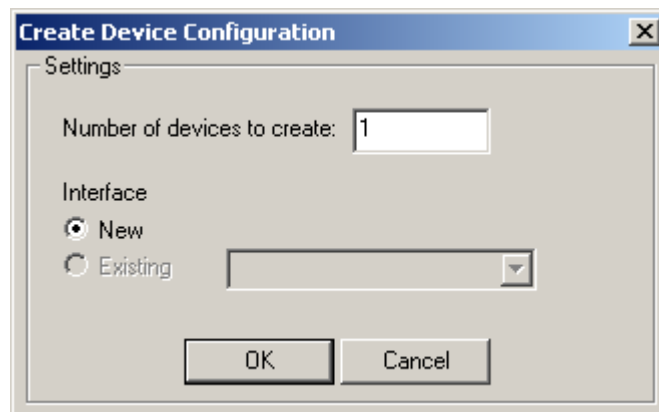 Create Device Configuration
Settings
Number of devices to create: 1
Interface
New
Existing
OK Cancel